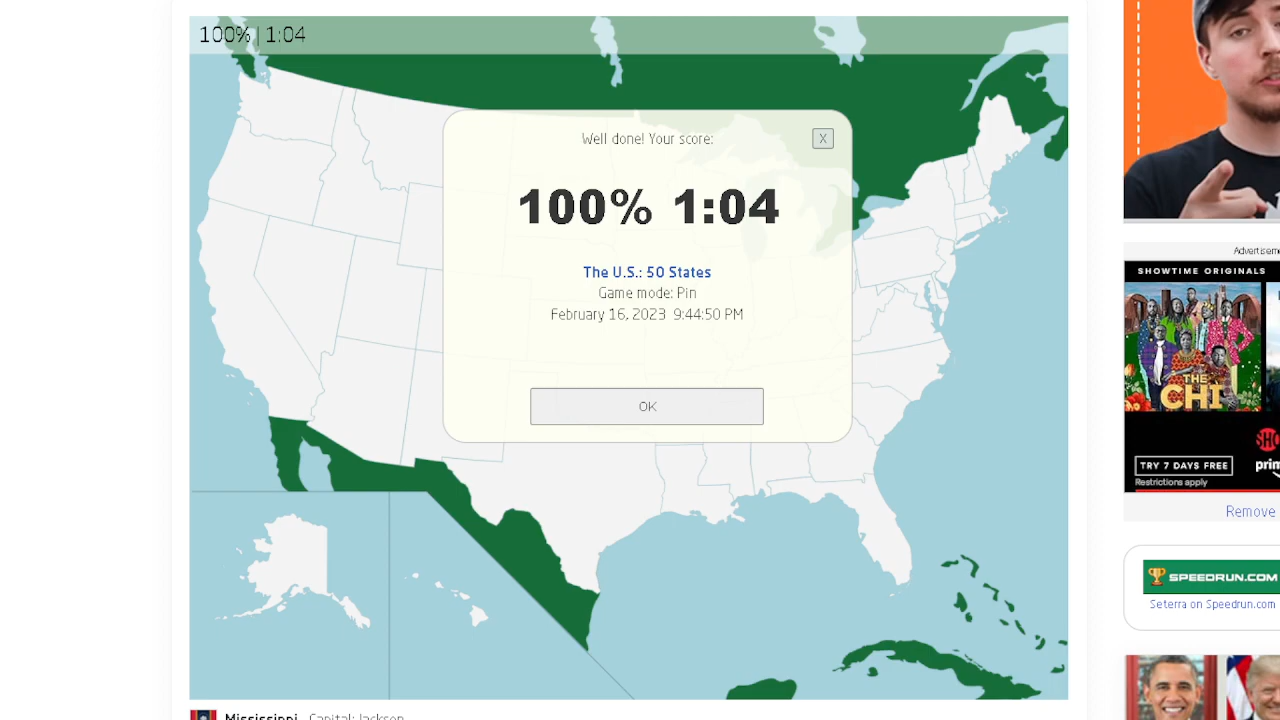 100% | 1:04
Well done! Your score:
X
100% 1:04
The U.S.: 50 States
Game mode: Pin
February 16, 2023 9:44:50 PM
OK
SHOWTIME ORIGINALS
THE
CHI
TRY 7 DAYS FREE
Restrictions apply
Remove
SPEEDRUN.COM
Seterra on Speedrun.com
Mississippi Capital: Jackson